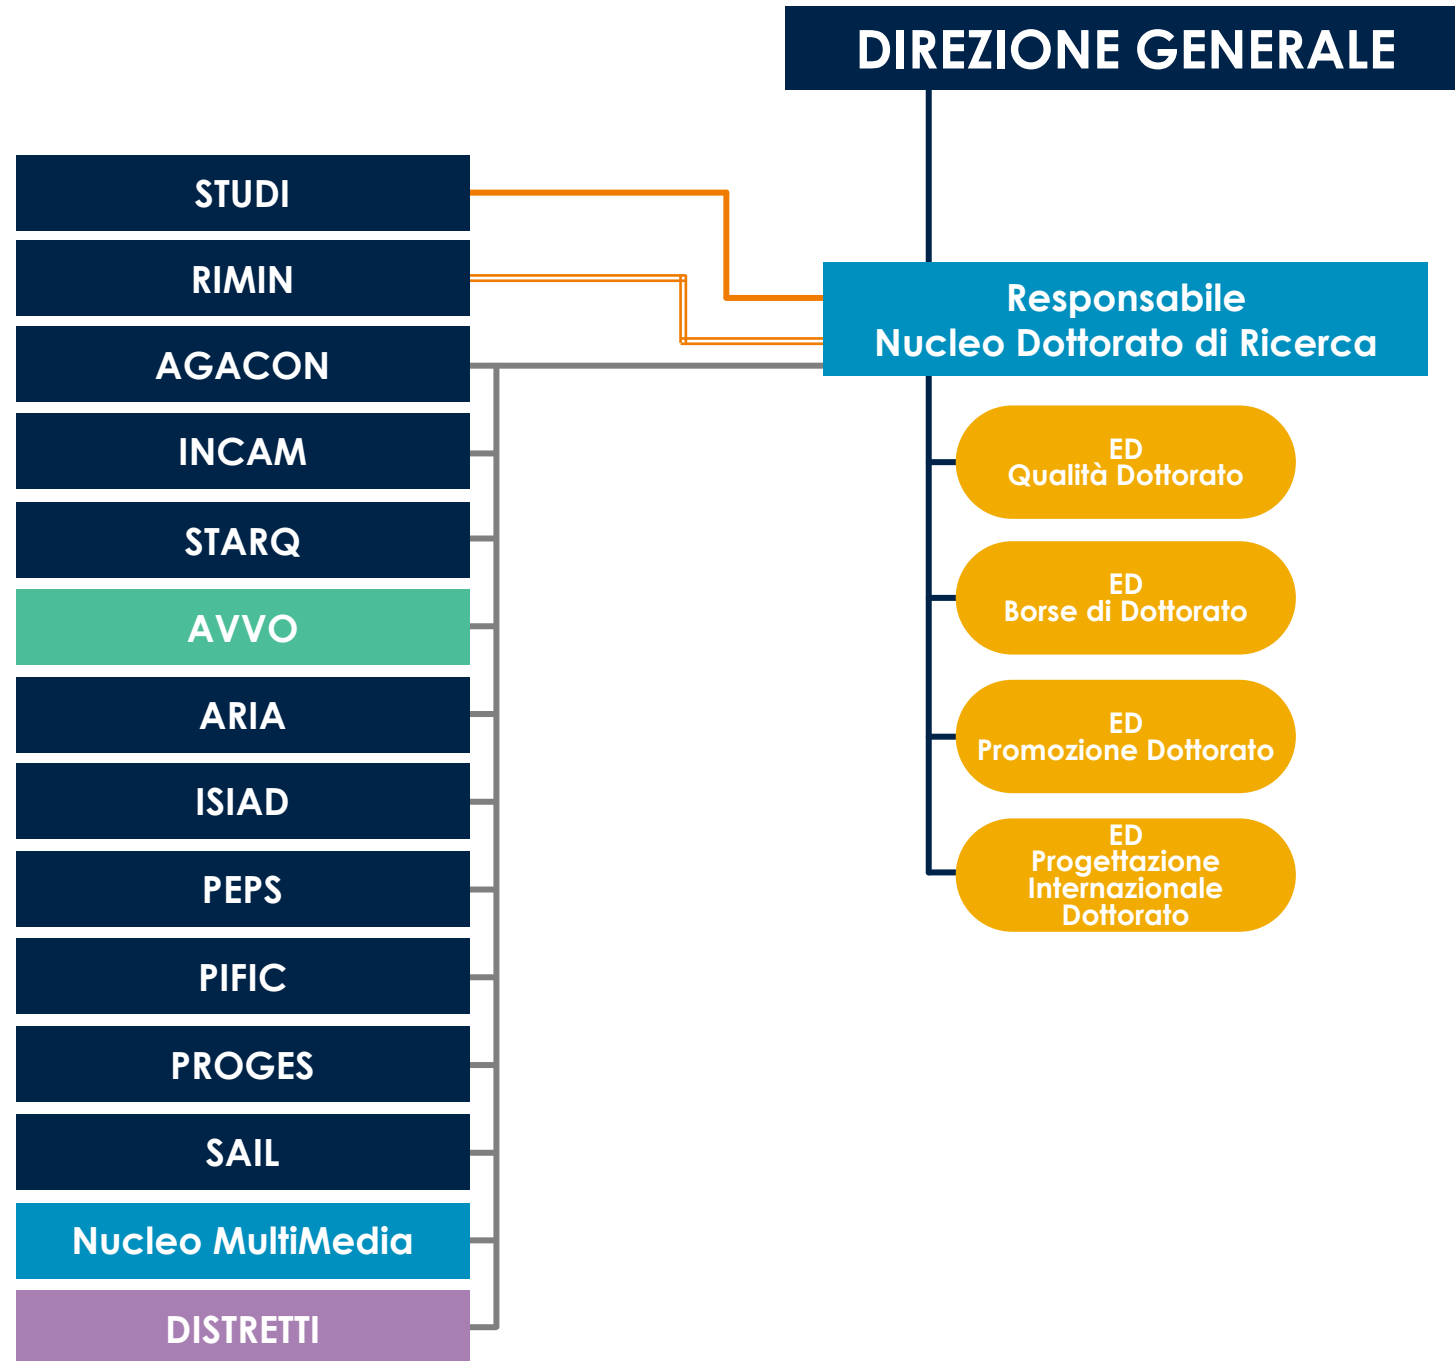 DIREZIONE GENERALE
STUDI
RIMIN
AGACON
INCAM
STARQ
AVVO
ARIA
ISIAD
PEPS
PIFIC
PROGES
SAIL
Nucleo MultiMedia
DISTRETTI
Responsabile
Nucleo Dottorato di Ricerca
ED
Qualità Dottorato
ED
Borse di Dottorato
ED
Promozione Dottorato
ED
Progettazione
Internazionale
Dottorato